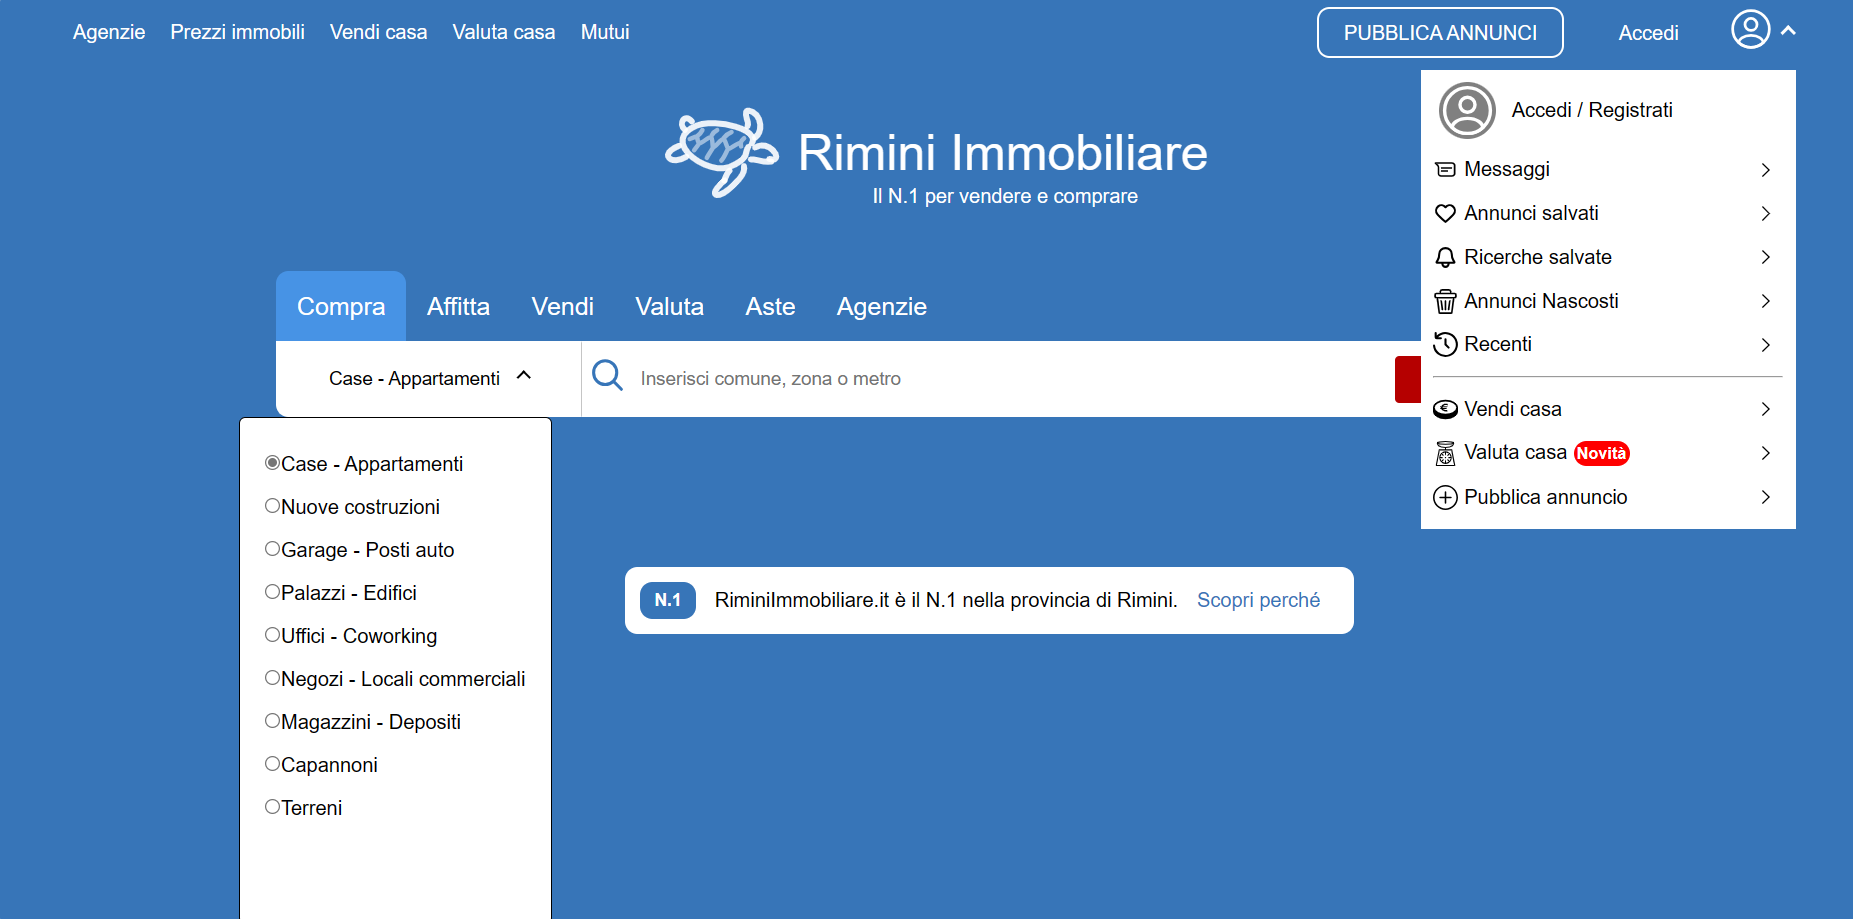 Agenzie Prezzi immobili Vendi casa Valuta casa Mutui PUBBLICA ANNUNCI Accedi
Accedi / Registrati
Messaggi
Annunci salvati
Ricerche salvate
Annunci Nascosti
Recenti
Vendi casa
Valuta casa Novità
Pubblica annuncio
Rimini Immobiliare
Il N.1 per vendere e comprare
Compra Affitta Vendi Valuta Aste Agenzie
Case - Appartamenti Inserisci comune, zona o metro
Case - Appartamenti
Nuove costruzioni
Garage - Posti auto
Palazzi - Edifici
Uffici - Coworking
Negozi - Locali commerciali
Magazzini - Depositi
Capannoni
Terreni
N.1 RiminiImmobiliare.it è il N.1 nella provincia di Rimini. Scopri perché